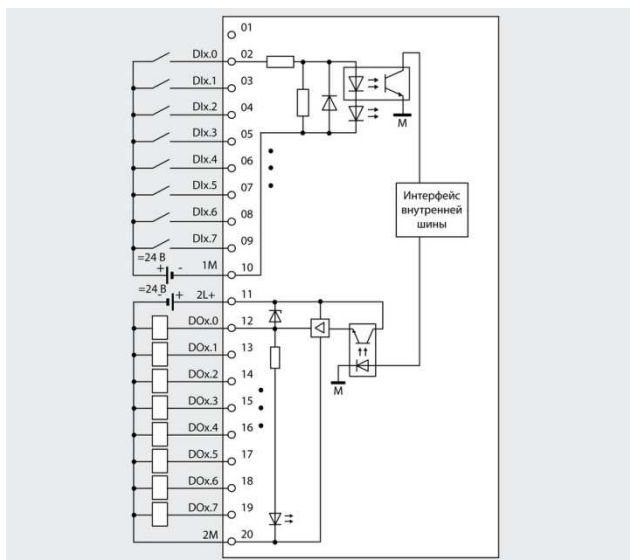 01
DIx.0 02
DIx.1 03
DIx.2 04
DIx.3 05
DIx.4 06
DIx.5 07
DIx.6 08
DIx.7 09
=24 В
+ - 1M 10
=24 В
- + 2L+ 11
DOx.0 12
DOx.1 13
DOx.2 14
DOx.3 15
DOx.4 16
DOx.5 17
DOx.6 18
DOx.7 19
2M 20
M
Интерфейс
внутренней
шины
M